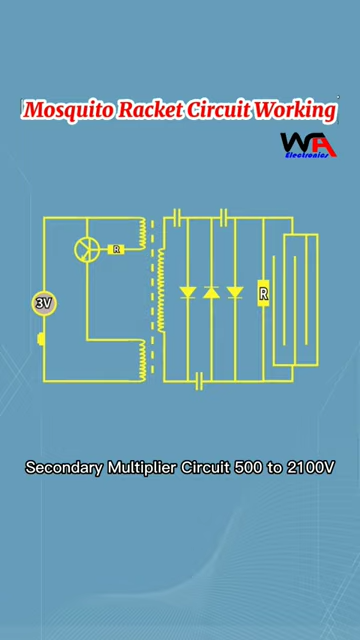 Mosquito Racket Circuit Working
WA
Electronics
R
3V
R
Secondary Multiplier Circuit 500 to 2100V